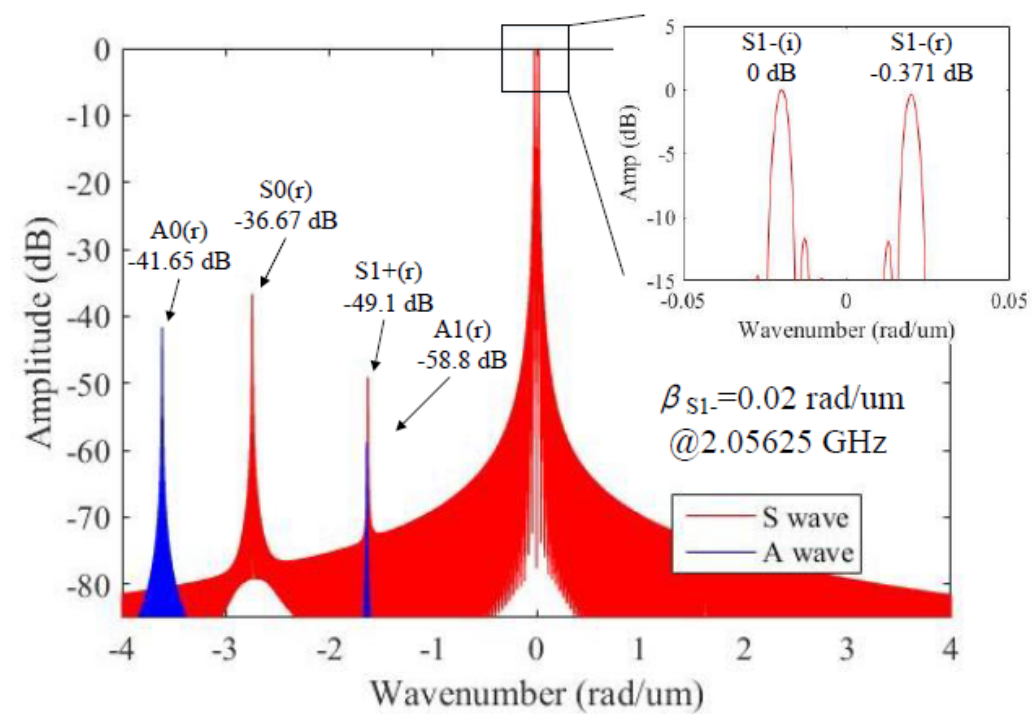 S1-(i)
0 dB
S1-(r)
-0.371 dB
5
0
-5
-10
-15
-0.05
0
0.05
Amp (dB)
Wavenumber (rad/um)
0
-10
-20
-30
-40
-50
-60
-70
-80
Amplitude (dB)
A0(r)
-41.65 dB
S0(r)
-36.67 dB
S1+(r)
-49.1 dB
A1(r)
-58.8 dB
β S1-=0.02 rad/um
@2.05625 GHz
S wave
A wave
-4
-3
-2
-1
0
1
2
3
4
Wavenumber (rad/um)